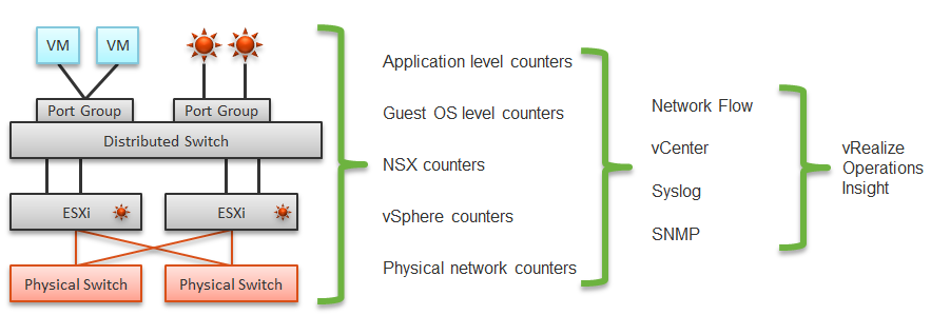 VM
VM
Port Group
Port Group
Distributed Switch
ESXi
ESXi
Physical Switch
Physical Switch
Application level counters
Guest OS level counters
NSX counters
vSphere counters
Physical network counters
Network Flow
vCenter
Syslog
SNMP
vRealize
Operations
Insight